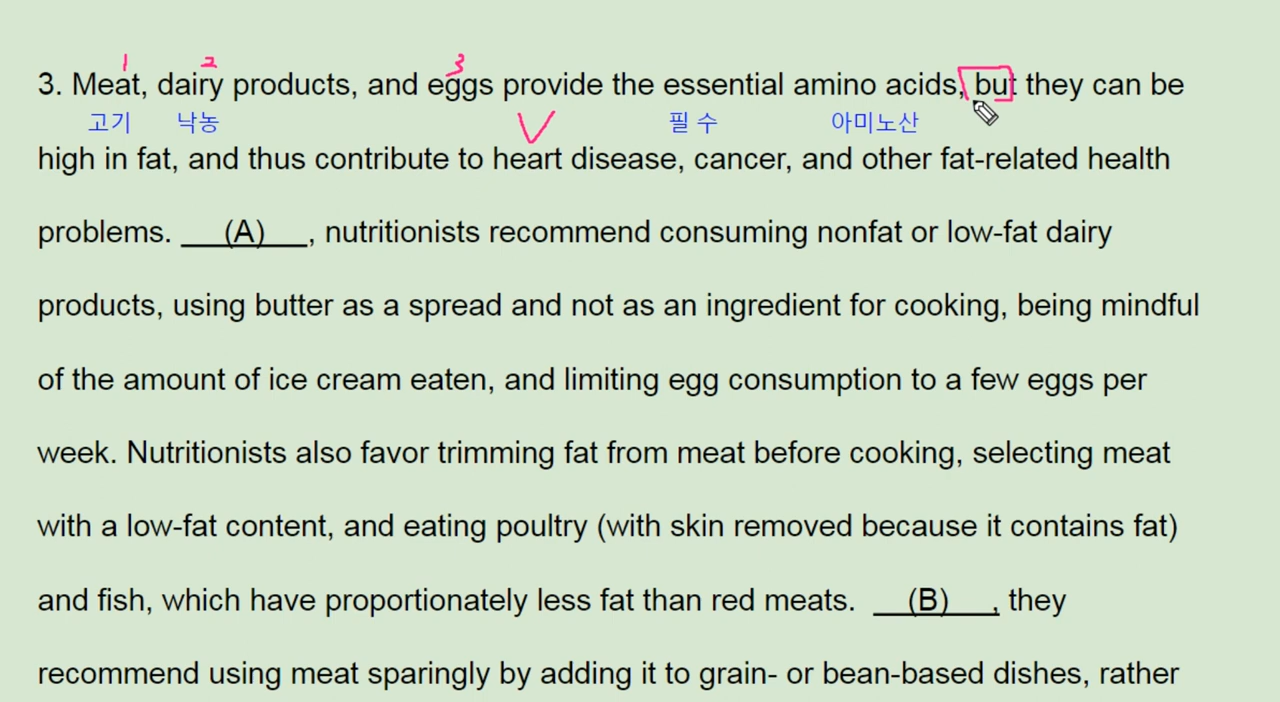 1 2 3
3. Meat, dairy products, and eggs provide the essential amino acids, but they can be
고기 낙농 필 수 아미노산
high in fat, and thus contribute to heart disease, cancer, and other fat-related health
problems. (A) , nutritionists recommend consuming nonfat or low-fat dairy
products, using butter as a spread and not as an ingredient for cooking, being mindful
of the amount of ice cream eaten, and limiting egg consumption to a few eggs per
week. Nutritionists also favor trimming fat from meat before cooking, selecting meat
with a low-fat content, and eating poultry (with skin removed because it contains fat)
and fish, which have proportionately less fat than red meats. (B) , they
recommend using meat sparingly by adding it to grain- or bean-based dishes, rather